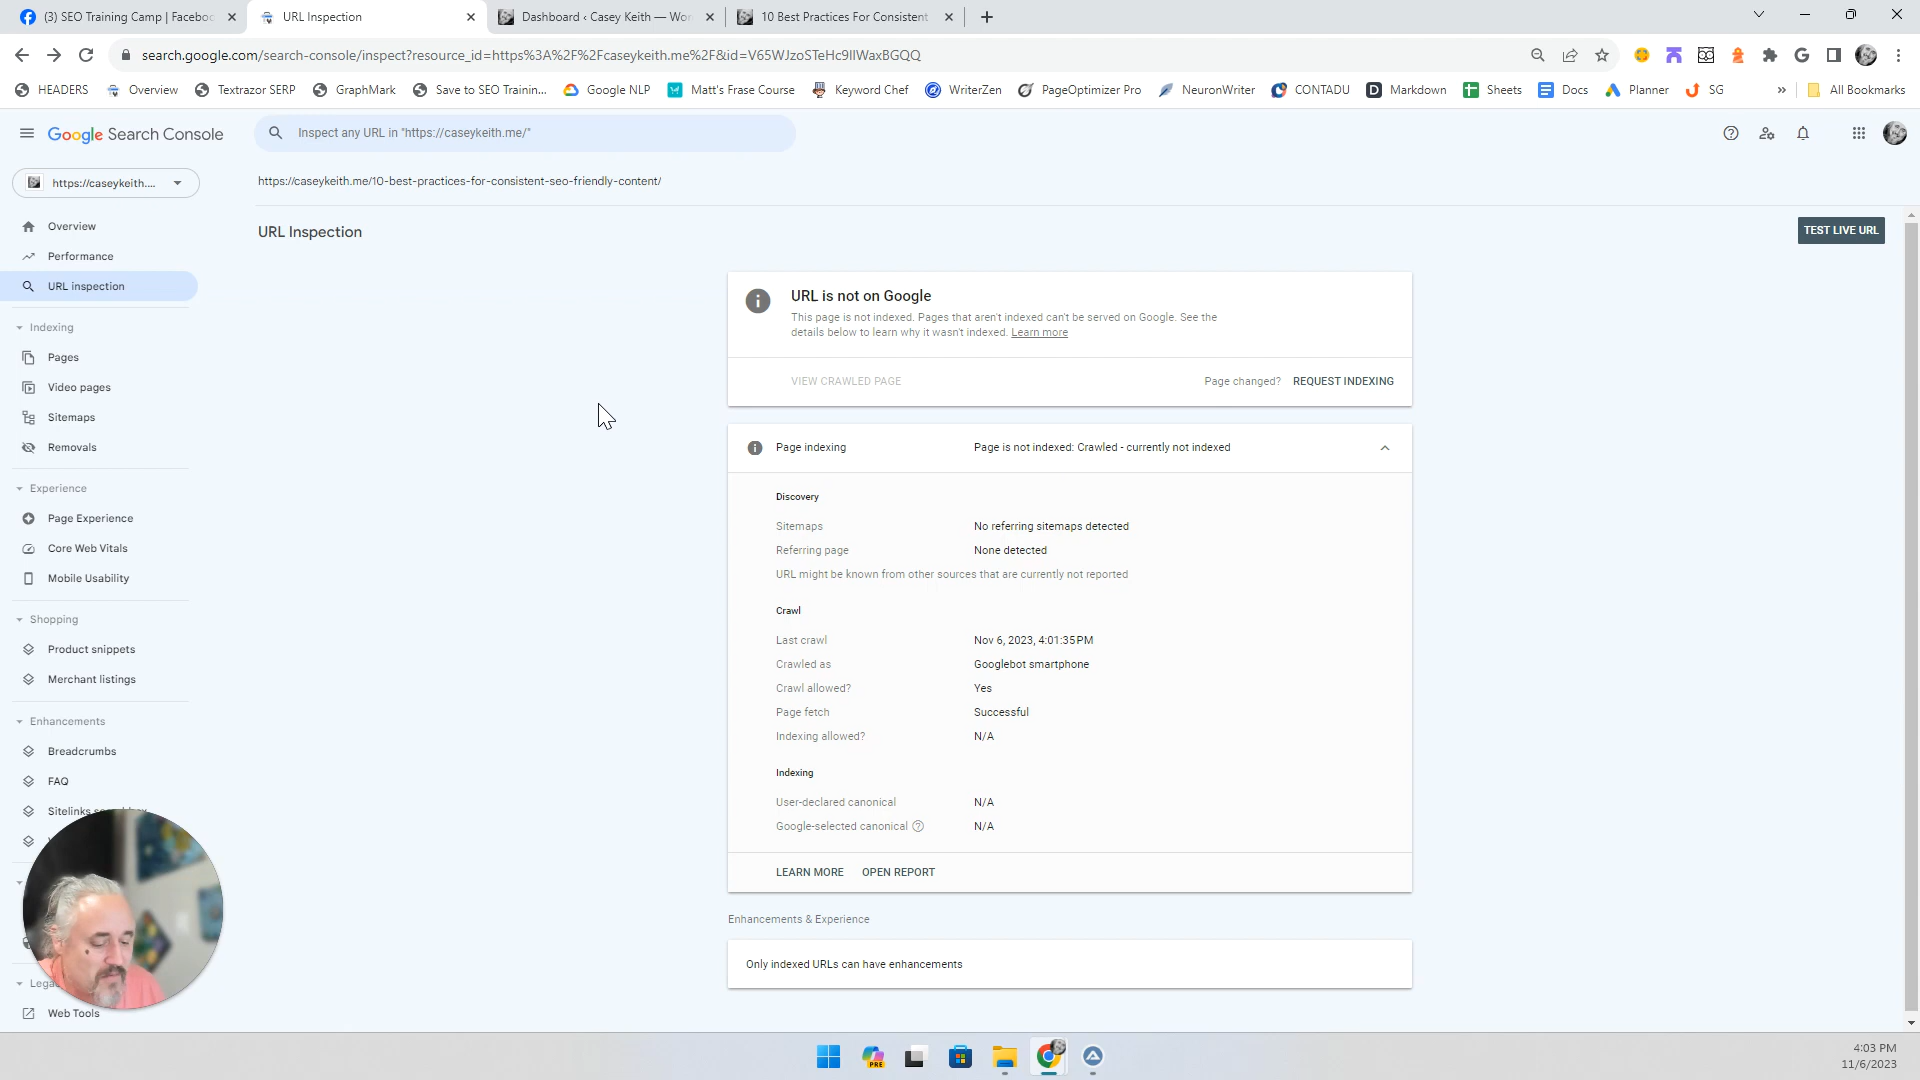 (3) SEO Training Camp | Faceboo
URL Inspection
Dashboard ‹ Casey Keith — Wor
10 Best Practices For Consistent
search.google.com/search-console/inspect?resource_id=https%3A%2F%2Fcaseykeith.me%2F&id=V65WJzoSTeHc9IIWaxBGQQ
HEADERS
Overview
Textrazor SERP
GraphMark
Save to SEO Trainin...
Google NLP
Matt's Frase Course
Keyword Chef
WriterZen
PageOptimizer Pro
NeuronWriter
CONTADU
Markdown
Sheets
Docs
Planner
SG
»
All Bookmarks
Google Search Console
Inspect any URL in "https://caseykeith.me/"
https://caseykeith....
https://caseykeith.me/10-best-practices-for-consistent-seo-friendly-content/
Overview
Performance
URL inspection
Indexing
Pages
Video pages
Sitemaps
Removals
Experience
Page Experience
Core Web Vitals
Mobile Usability
Shopping
Product snippets
Merchant listings
Enhancements
Breadcrumbs
FAQ
Sitelinks
Web Tools
URL Inspection
TEST LIVE URL
URL is not on Google
This page is not indexed. Pages that aren't indexed can't be served on Google. See the
details below to learn why it wasn't indexed. Learn more
VIEW CRAWLED PAGE
Page changed? REQUEST INDEXING
Page indexing
Page is not indexed: Crawled - currently not indexed
Discovery
Sitemaps No referring sitemaps detected
Referring page None detected
URL might be known from other sources that are currently not reported
Crawl
Last crawl Nov 6, 2023, 4:01:35 PM
Crawled as Googlebot smartphone
Crawl allowed? Yes
Page fetch Successful
Indexing allowed? N/A
Indexing
User-declared canonical N/A
Google-selected canonical N/A
LEARN MORE OPEN REPORT
Enhancements & Experience
Only indexed URLs can have enhancements
PRE
4:03 PM
11/6/2023